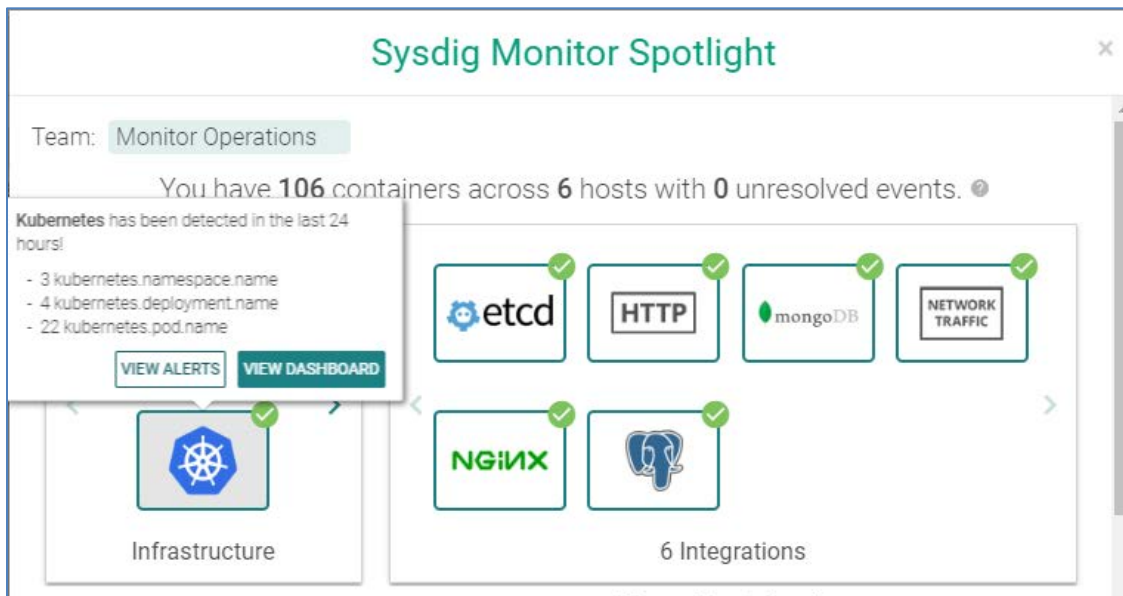 Sysdig Monitor Spotlight
×
Team: Monitor Operations
You have 106 containers across 6 hosts with 0 unresolved events. ?
Kubernetes has been detected in the last 24
hours!
- 3 kubernetes.namespace.name
- 4 kubernetes.deployment.name
- 22 kubernetes.pod.name
VIEW ALERTS VIEW DASHBOARD
etcd
HTTP
mongoDB
NETWORK
TRAFFIC
NGINX
Infrastructure
6 Integrations